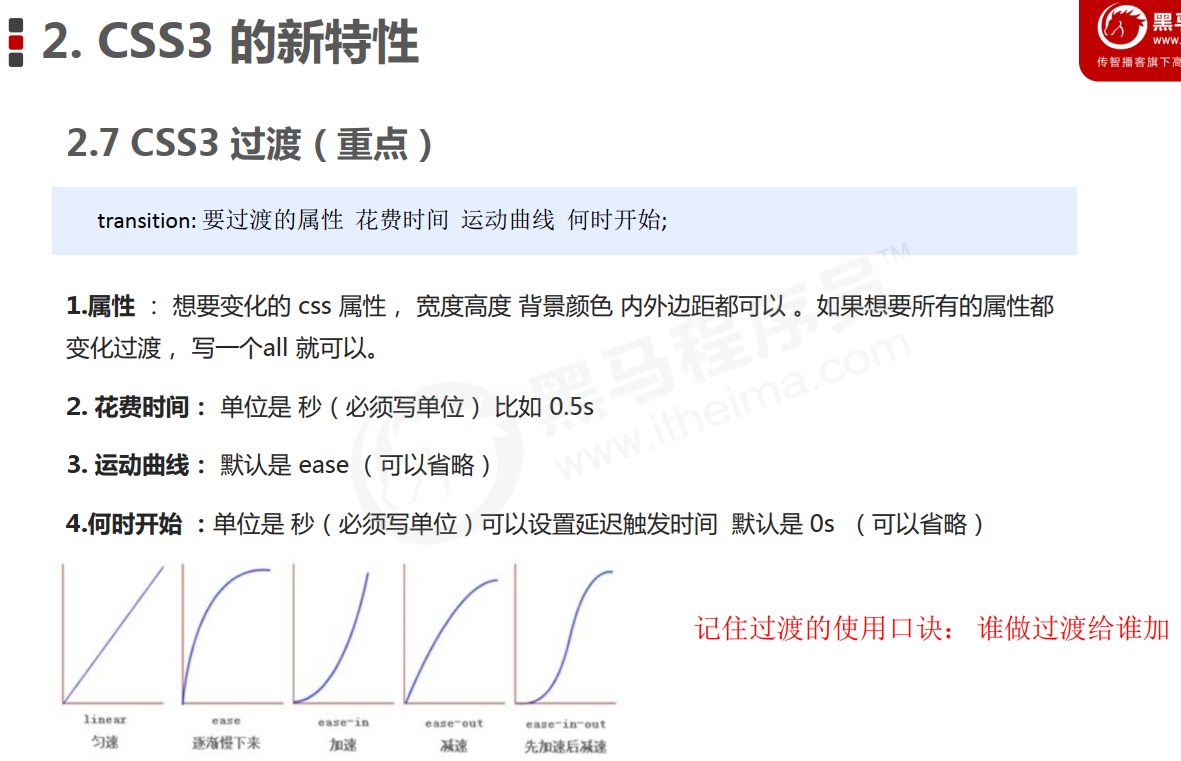 2. CSS3 的新特性
黑马
www.
传智播客旗下高
2.7 CSS3 过渡（重点）
transition: 要过渡的属性 花费时间 运动曲线 何时开始;
1.属性 ： 想要变化的 css 属性， 宽度高度 背景颜色 内外边距都可以 。如果想要所有的属性都
变化过渡， 写一个all 就可以。
2. 花费时间： 单位是 秒（必须写单位） 比如 0.5s
3. 运动曲线： 默认是 ease （可以省略）
4.何时开始 ：单位是 秒（必须写单位）可以设置延迟触发时间 默认是 0s （可以省略）
黑马程序员™
www.itheima.com
记住过渡的使用口诀： 谁做过渡给谁加
linear ease ease-in ease-out ease-in-out
匀速 逐渐慢下来 加速 减速 先加速后减速